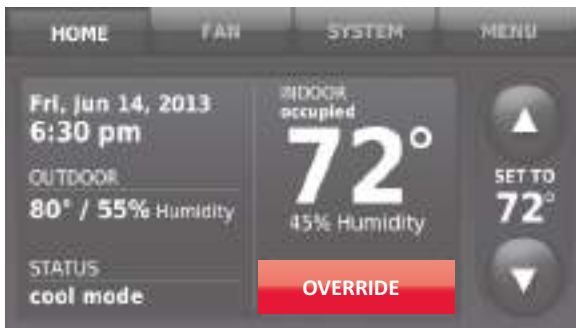 HOME
FAN
SYSTEM
MENU
Fri, Jun 14, 2013
6:30 pm
OUTDOOR
80° / 55% Humidity
STATUS
cool mode
INDOOR
occupied
72°
45% Humidity
OVERRIDE
SET TO
72°